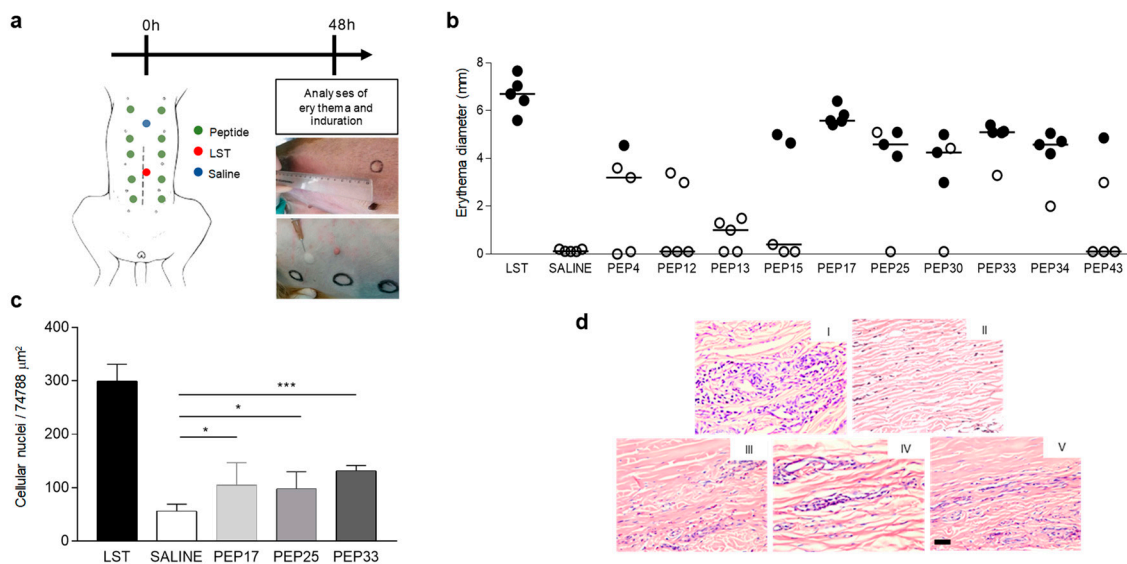 a
0h
48h
Analyses of
erythema and
induration
Peptide
LST
Saline
b
Erythema diameter (mm)
8
6
4
2
0
LST SALINE PEP4 PEP12 PEP13 PEP15 PEP17 PEP25 PEP30 PEP33 PEP34 PEP43
c
Cellular nuclei / 74788 µm²
400
300
200
100
0
***
*
*
LST SALINE PEP17 PEP25 PEP33
d
I
II
III
IV
V